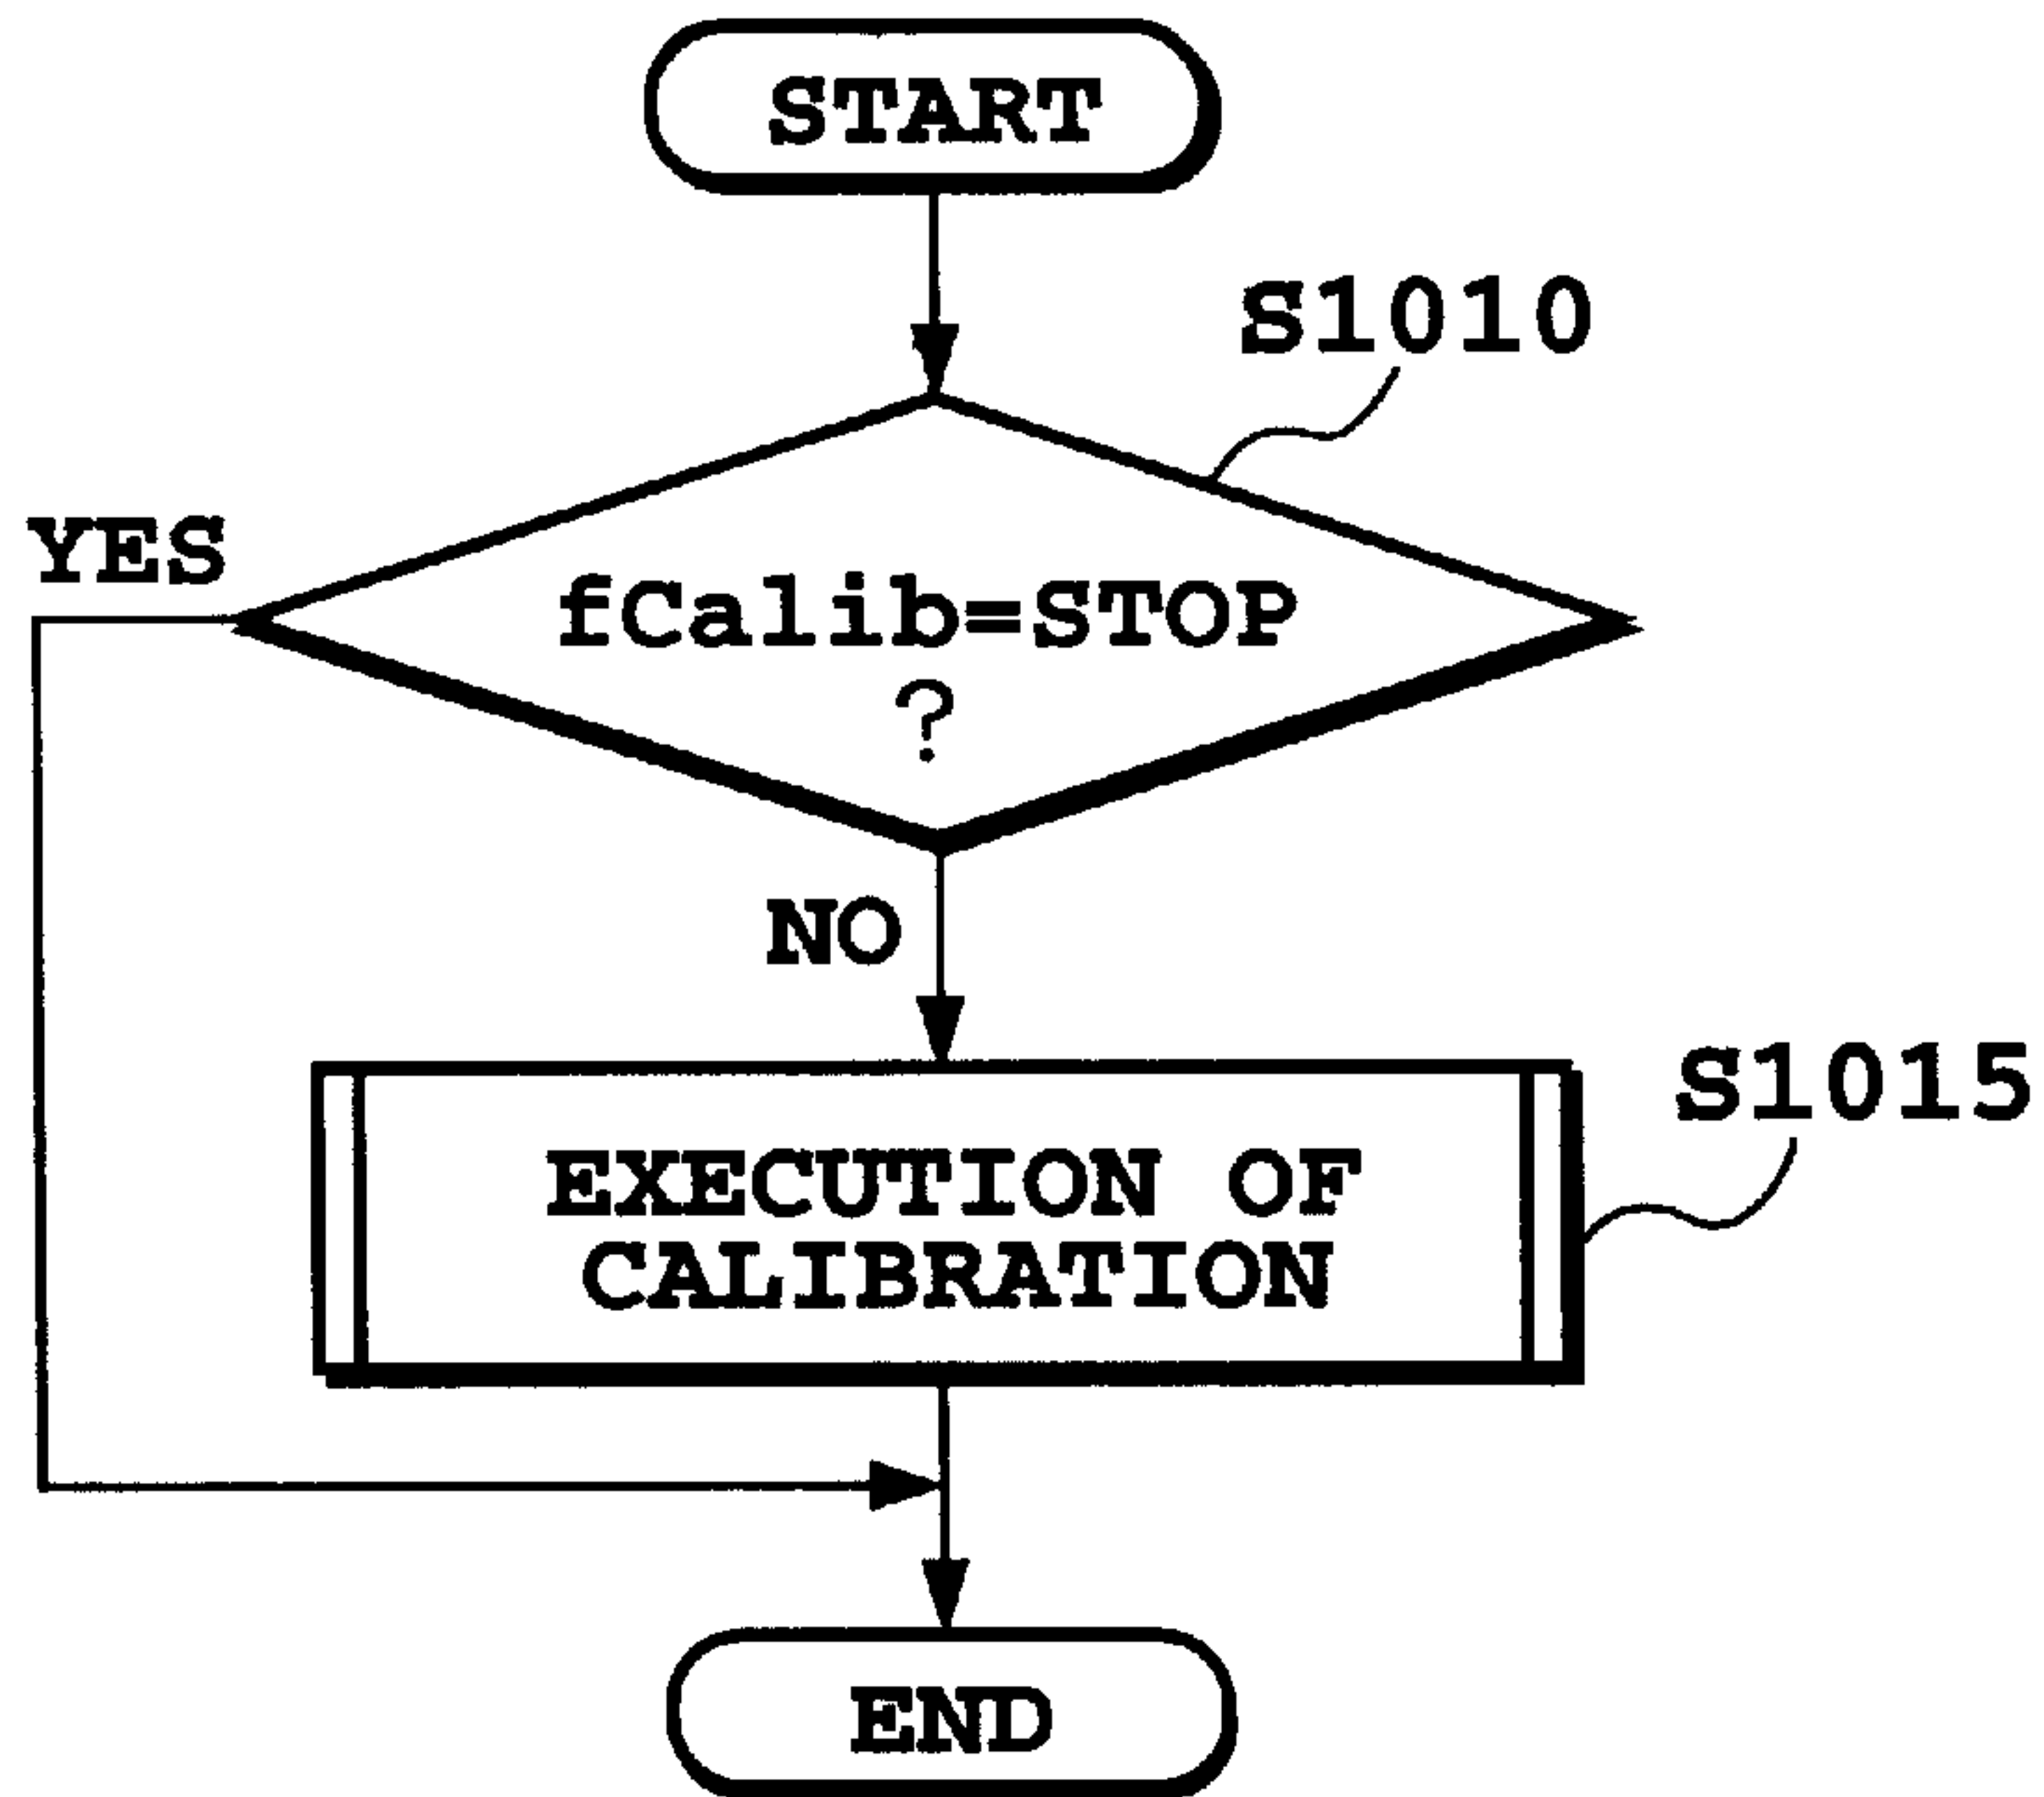 START
S1010
YES
fCalib=STOP
?
NO
S1015
EXECUTION OF
CALIBRATION
END